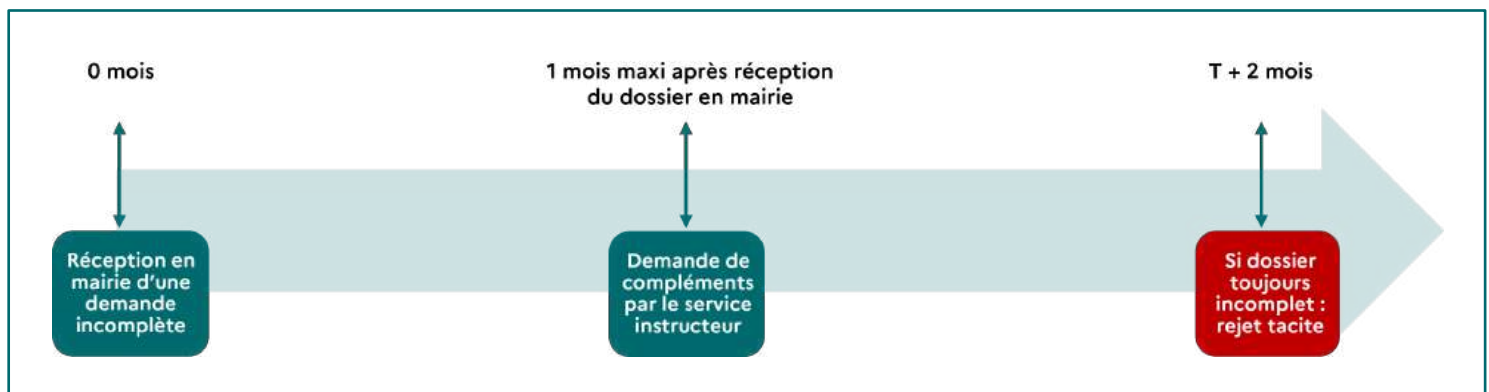 0 mois
1 mois maxi après réception
du dossier en mairie
T + 2 mois
Réception en
mairie d'une
demande
incomplète
Demande de
compléments
par le service
instructeur
Si dossier
toujours
incomplet :
rejet tacite